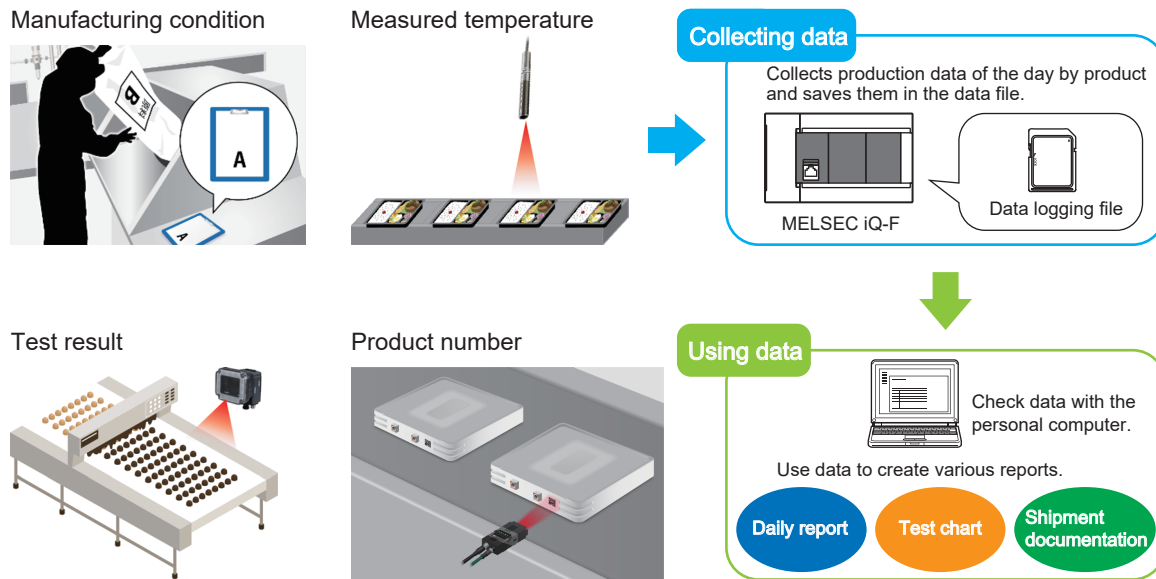 Manufacturing condition
B
A
A
Measured temperature
Collecting data
Collects production data of the day by product
and saves them in the data file.
MELSEC iQ-F
Data logging file
Test result
Product number
Using data
Check data with the
personal computer.
Use data to create various reports.
Daily report
Test chart
Shipment
documentation